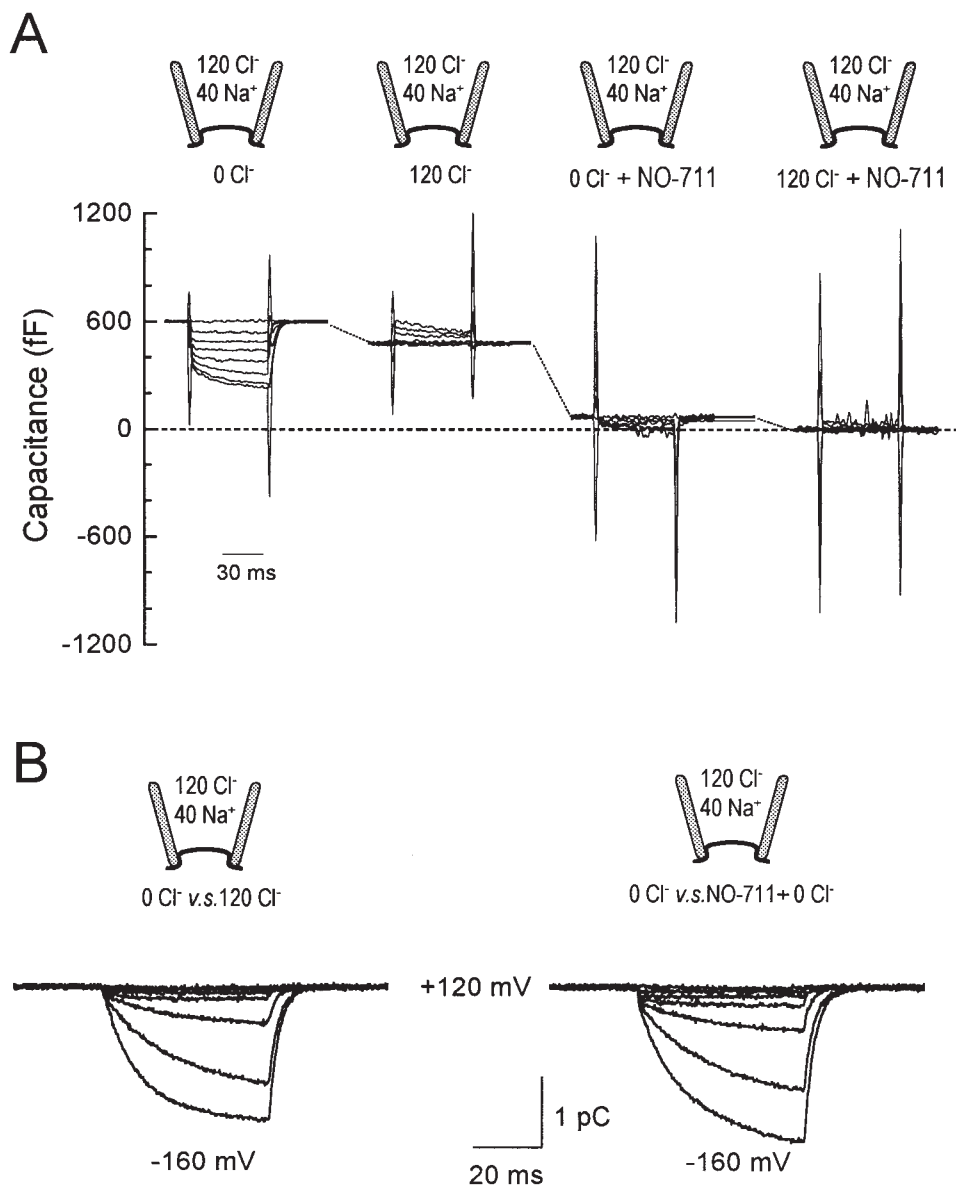 A
120 Cl⁻
40 Na⁺
120 Cl⁻
40 Na⁺
120 Cl⁻
40 Na⁺
120 Cl⁻
40 Na⁺
0 Cl⁻
120 Cl⁻
0 Cl⁻ + NO-711
120 Cl⁻ + NO-711
Capacitance (fF)
1200
600
0
-600
-1200
30 ms
B
120 Cl⁻
40 Na⁺
120 Cl⁻
40 Na⁺
0 Cl⁻ v.s.120 Cl⁻
0 Cl⁻ v.s.NO-711+ 0 Cl⁻
+120 mV
-160 mV
1 pC
20 ms
-160 mV